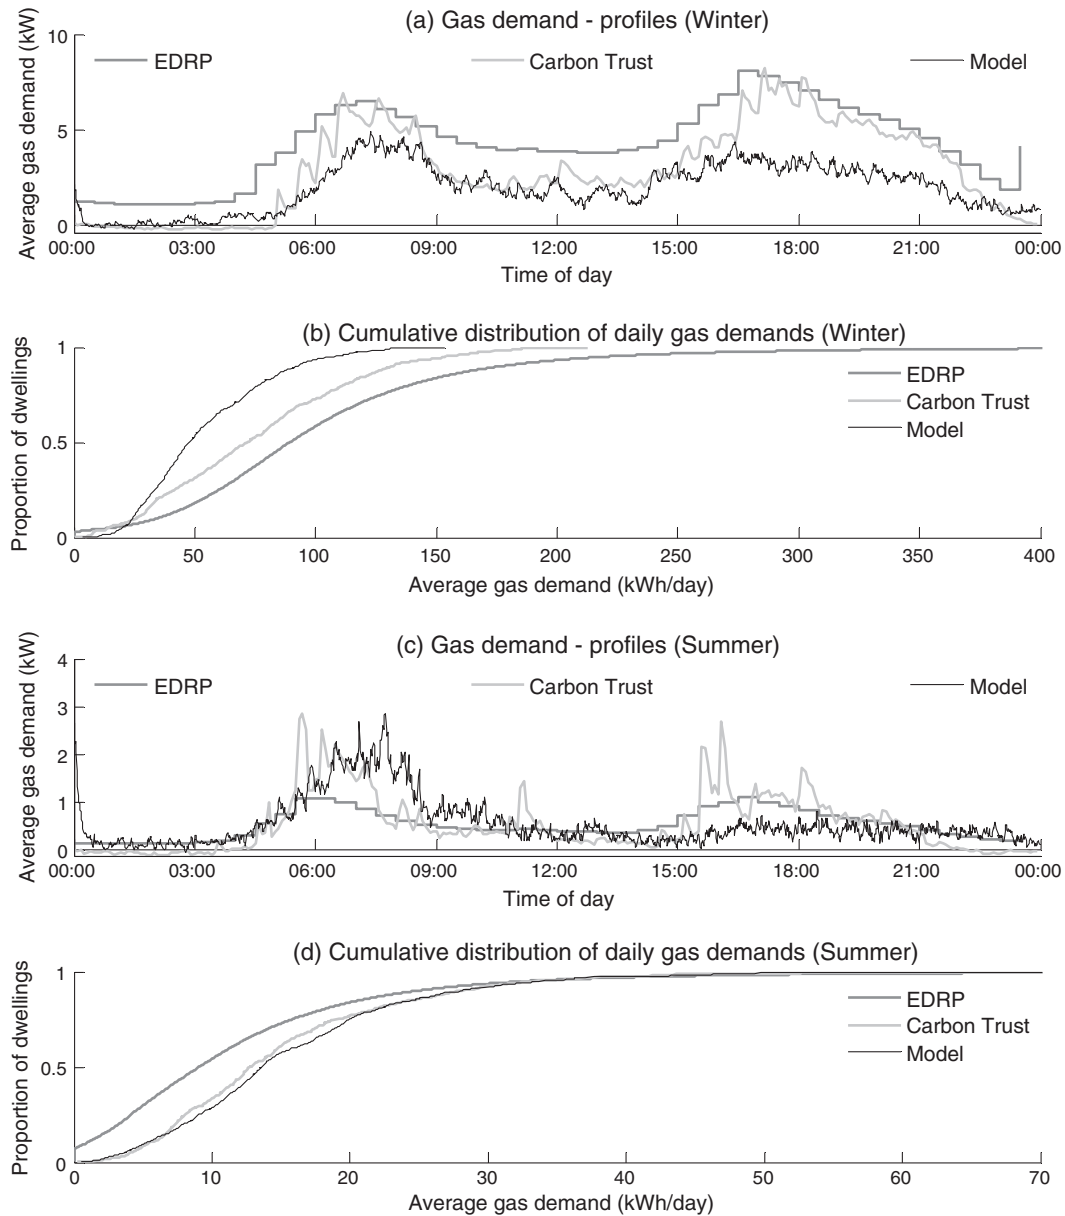 (a) Gas demand - profiles (Winter)
Average gas demand (kW)
10
5
0
EDRP
Carbon Trust
Model
00:00 03:00 06:00 09:00 12:00 15:00 18:00 21:00 00:00
Time of day
(b) Cumulative distribution of daily gas demands (Winter)
Proportion of dwellings
1
0.5
0
EDRP
Carbon Trust
Model
0 50 100 150 200 250 300 350 400
Average gas demand (kWh/day)
(c) Gas demand - profiles (Summer)
Average gas demand (kW)
4
3
2
1
0
EDRP
Carbon Trust
Model
00:00 03:00 06:00 09:00 12:00 15:00 18:00 21:00 00:00
Time of day
(d) Cumulative distribution of daily gas demands (Summer)
Proportion of dwellings
1
0.5
0
EDRP
Carbon Trust
Model
0 10 20 30 40 50 60 70
Average gas demand (kWh/day)